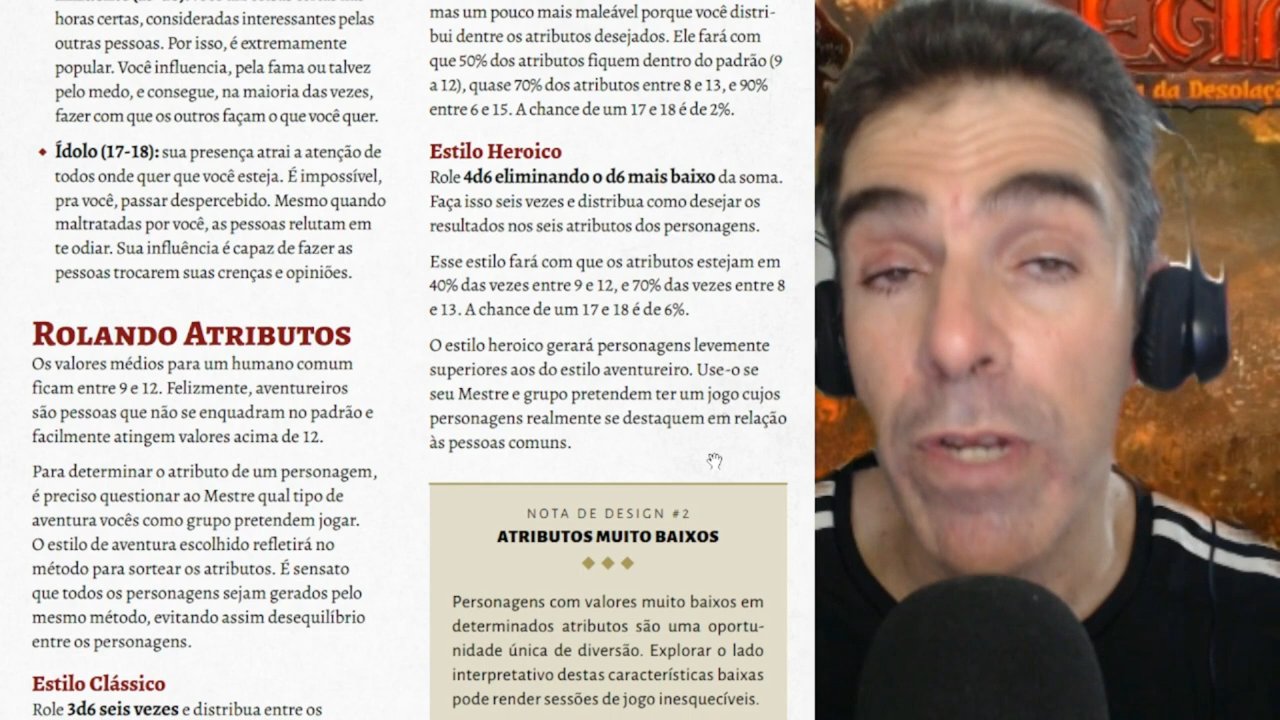 horas certas, consideradas interessantes pelas
outras pessoas. Por isso, é extremamente
popular. Você influencia, pela fama ou talvez
pelo medo, e consegue, na maioria das vezes,
fazer com que os outros façam o que você quer.
Ídolo (17-18): sua presença atrai a atenção de
todos onde quer que você esteja. É impossível,
pra você, passar despercebido. Mesmo quando
maltratadas por você, as pessoas relutam em
te odiar. Sua influência é capaz de fazer as
pessoas trocarem suas crenças e opiniões.
Rolando Atributos
Os valores médios para um humano comum
ficam entre 9 e 12. Felizmente, aventureiros
são pessoas que não se enquadram no padrão e
facilmente atingem valores acima de 12.
Para determinar o atributo de um personagem,
é preciso questionar ao Mestre qual tipo de
aventura vocês como grupo pretendem jogar.
O estilo de aventura escolhido refletirá no
método para sortear os atributos. É sensato
que todos os personagens sejam gerados pelo
mesmo método, evitando assim desequilíbrio
entre os personagens.
Estilo Clássico
Role 3d6 seis vezes e distribua entre os
mas um pouco mais maleável porque você distri-
bui dentre os atributos desejados. Ele fará com
que 50% dos atributos fiquem dentro do padrão (9
a 12), quase 70% dos atributos entre 8 e 13, e 90%
entre 6 e 15. A chance de um 17 e 18 é de 2%.
Estilo Heroico
Role 4d6 eliminando o d6 mais baixo da soma.
Faça isso seis vezes e distribua como desejar os
resultados nos seis atributos dos personagens.
Esse estilo fará com que os atributos estejam em
40% das vezes entre 9 e 12, e 70% das vezes entre 8
e 13. A chance de um 17 e 18 é de 6%.
O estilo heroico gerará personagens levemente
superiores aos do estilo aventureiro. Use-o se
seu Mestre e grupo pretendem ter um jogo cujos
personagens realmente se destaquem em relação
às pessoas comuns.
NOTA DE DESIGN #2
ATRIBUTOS MUITO BAIXOS
Personagens com valores muito baixos em
determinados atributos são uma oportu-
nidade única de diversão. Explorar o lado
interpretativo destas características baixas
pode render sessões de jogo inesquecíveis.
da Desolaç